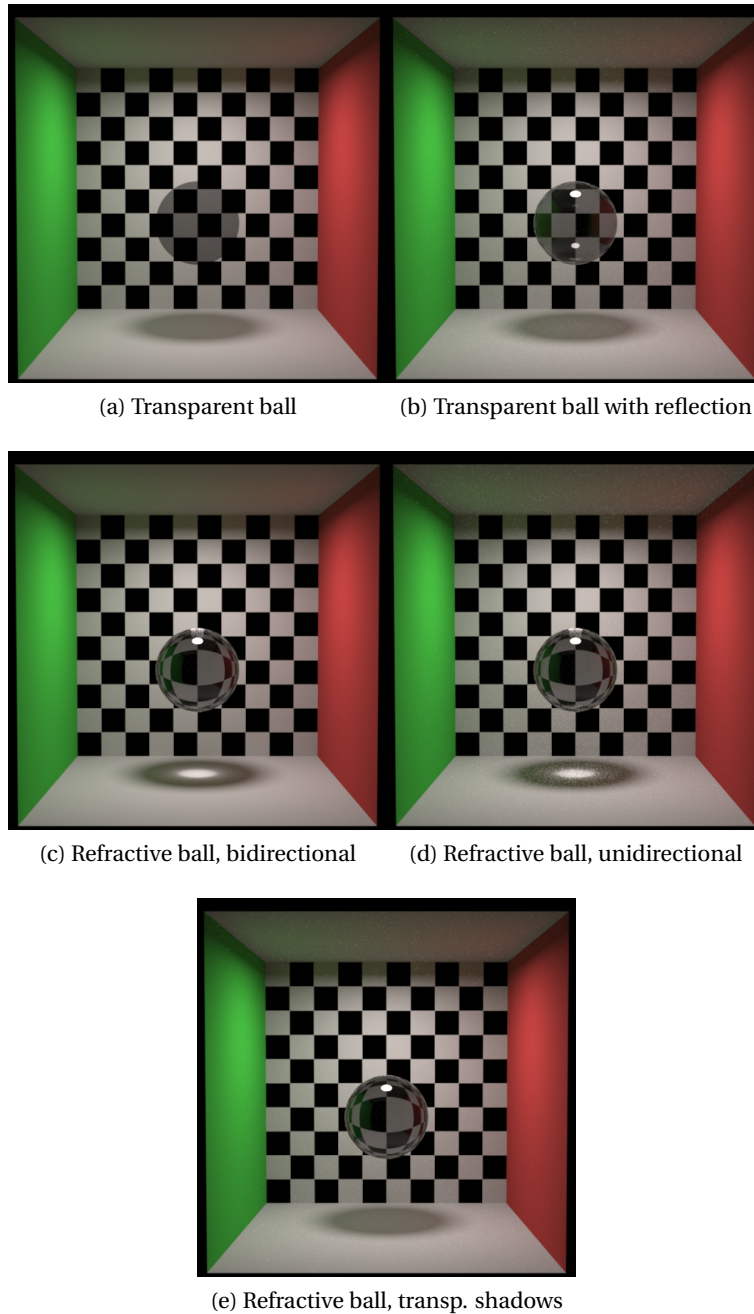 (a) Transparent ball
(b) Transparent ball with reflection
(c) Refractive ball, bidirectional
(d) Refractive ball, unidirectional
(e) Refractive ball, transp. shadows